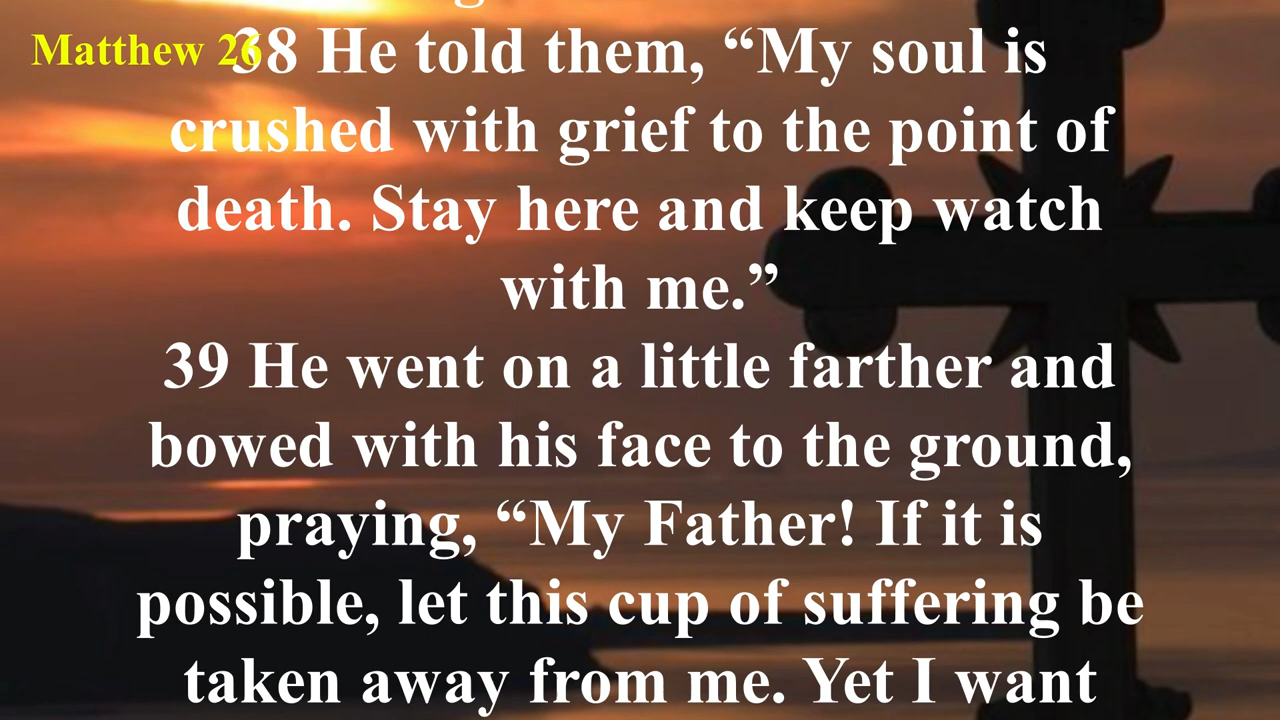 Matthew 26
38 He told them, “My soul is
crushed with grief to the point of
death. Stay here and keep watch
with me.”
39 He went on a little farther and
bowed with his face to the ground,
praying, “My Father! If it is
possible, let this cup of suffering be
taken away from me. Yet I want